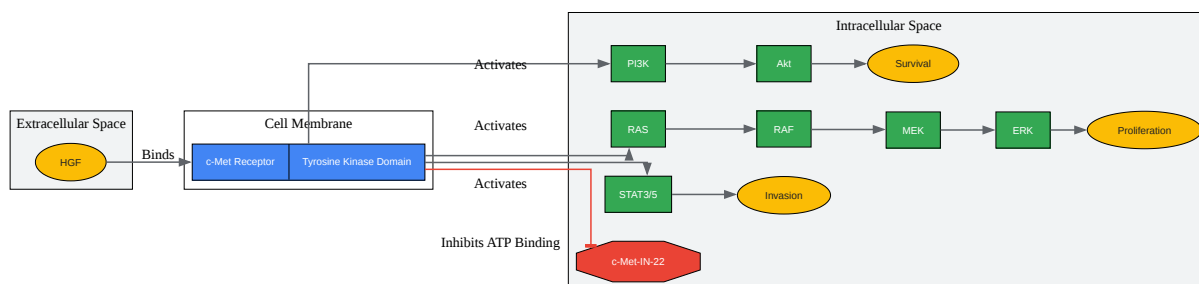 Intracellular Space
Activates
PI3K
Akt
Survival
Extracellular Space
Cell Membrane
Activates
RAS
RAF
MEK
ERK
Proliferation
HGF
Binds
c-Met Receptor
Tyrosine Kinase Domain
Activates
STAT3/5
Invasion
Inhibits ATP Binding
c-Met-IN-22